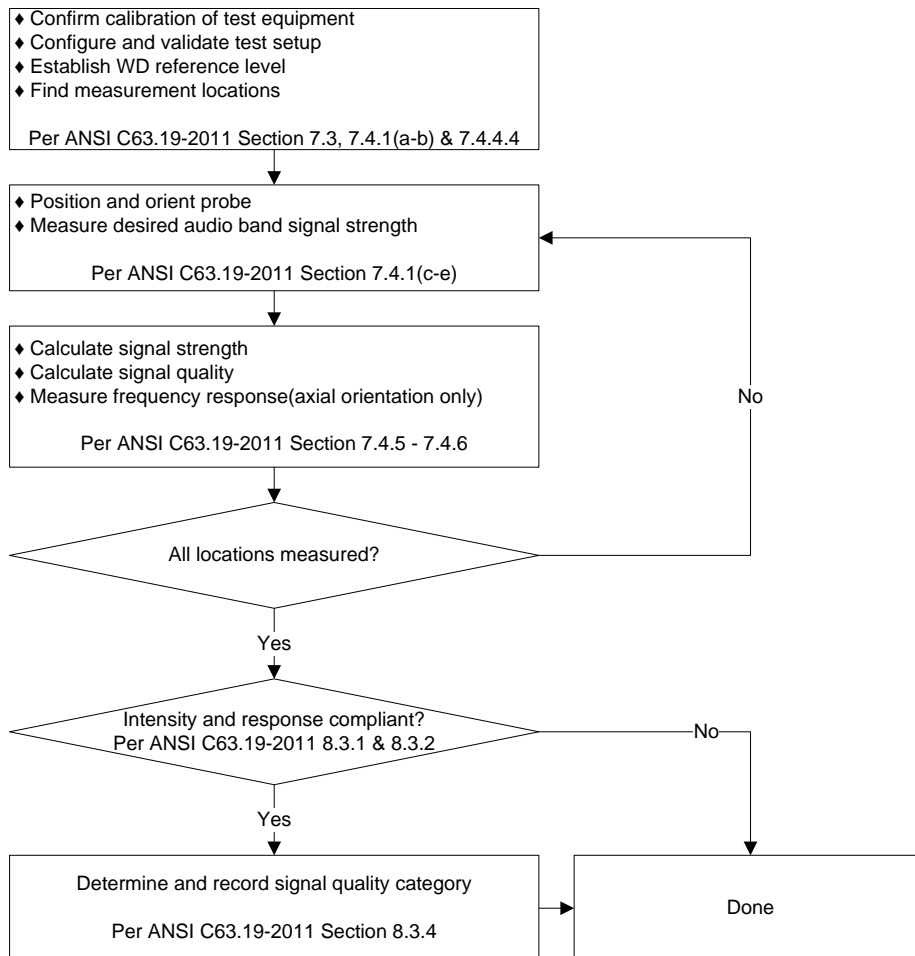 ♦ Confirm calibration of test equipment
♦ Configure and validate test setup
♦ Establish WD reference level
♦ Find measurement locations
Per ANSI C63.19-2011 Section 7.3, 7.4.1(a-b) & 7.4.4.4
♦ Position and orient probe
♦ Measure desired audio band signal strength
Per ANSI C63.19-2011 Section 7.4.1(c-e)
♦ Calculate signal strength
♦ Calculate signal quality
♦ Measure frequency response(axial orientation only)
Per ANSI C63.19-2011 Section 7.4.5 - 7.4.6
No
All locations measured?
Yes
Intensity and response compliant?
Per ANSI C63.19-2011 8.3.1 & 8.3.2
No
Yes
Determine and record signal quality category
Per ANSI C63.19-2011 Section 8.3.4
Done